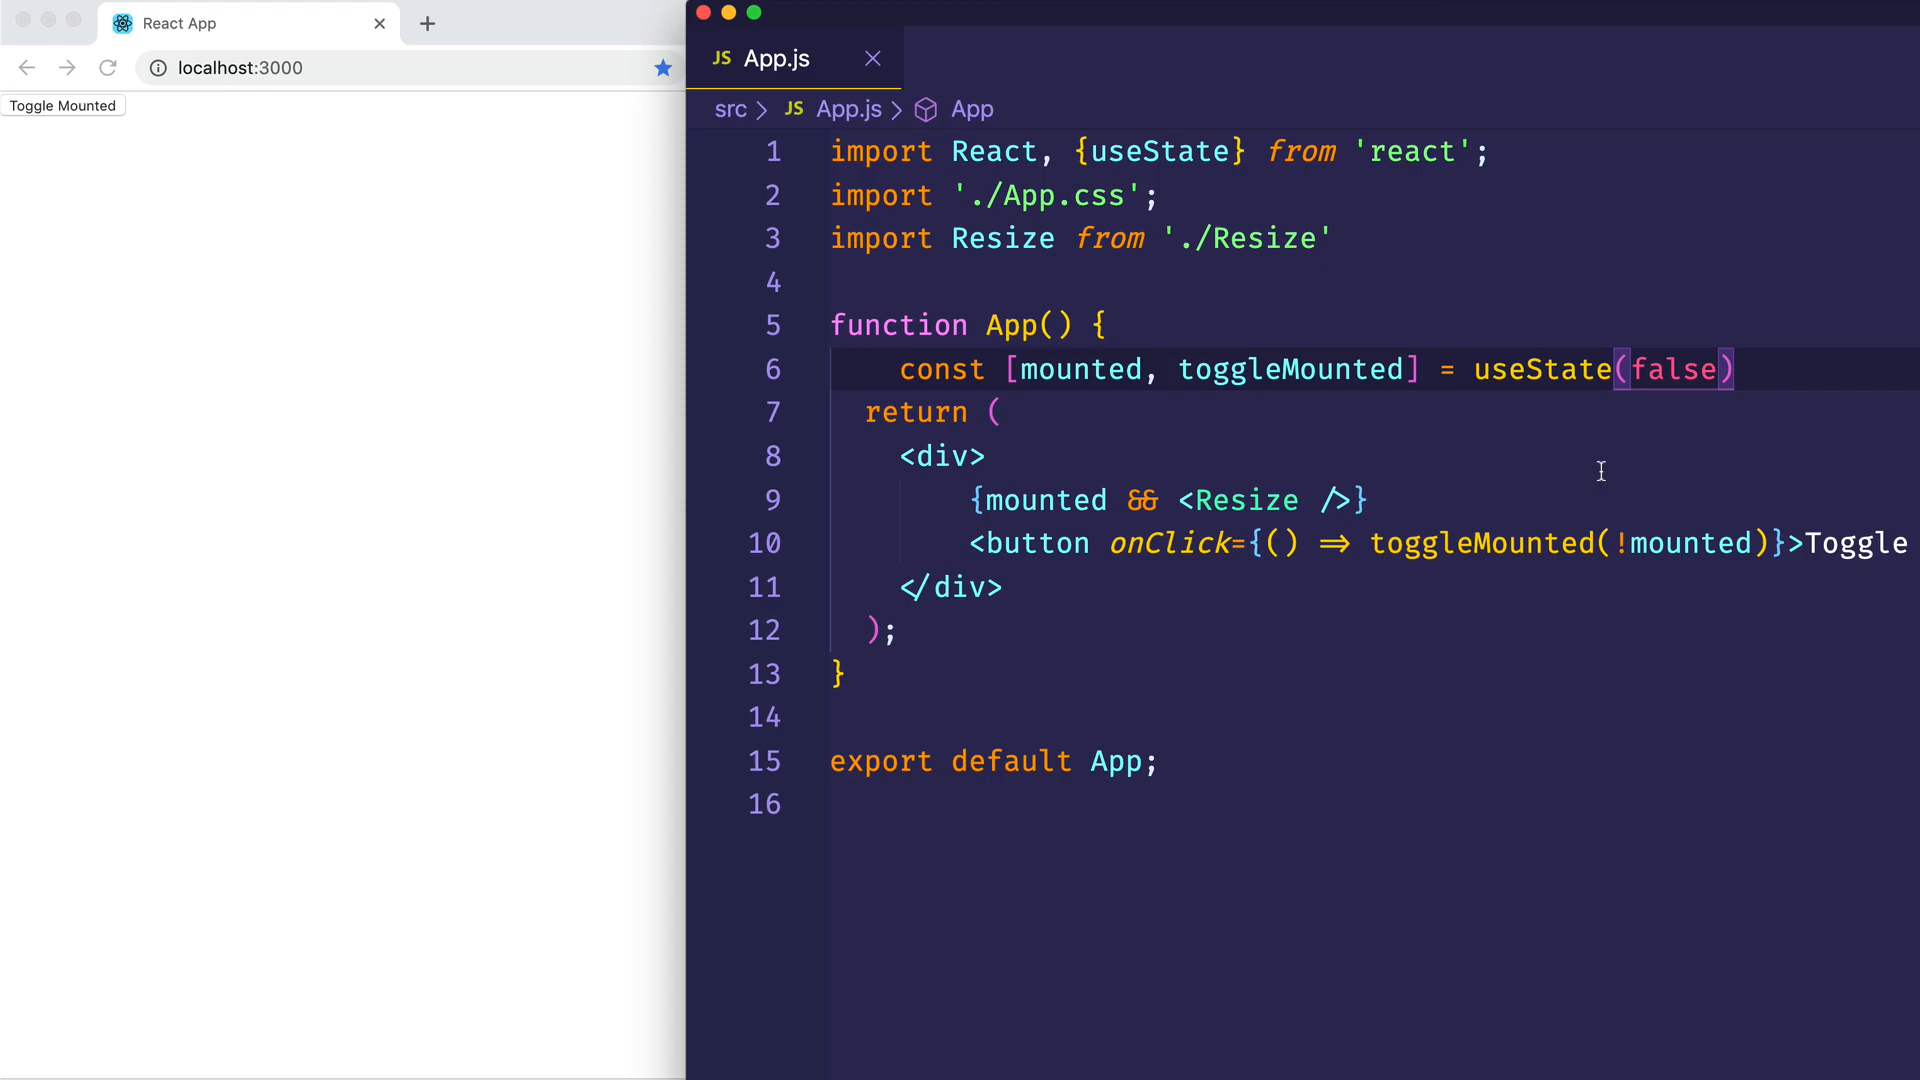 React App
localhost:3000
Toggle Mounted
JS App.js
src > JS App.js > App
1 import React, {useState} from 'react';
2 import './App.css';
3 import Resize from './Resize'
4
5 function App() {
6 const [mounted, toggleMounted] = useState(false)
7 return (
8 <div>
9 {mounted && <Resize />}
10 <button onClick={() => toggleMounted(!mounted)}>Toggle
11 </div>
12 );
13 }
14
15 export default App;
16